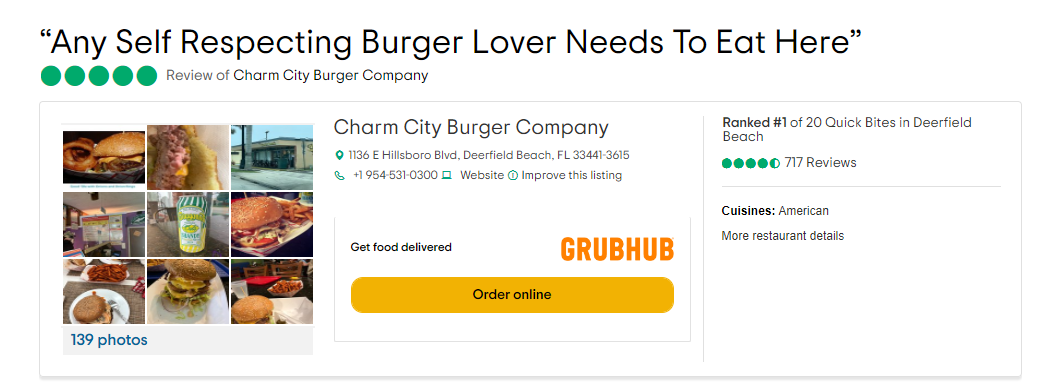 “Any Self Respecting Burger Lover Needs To Eat Here”
Review of Charm City Burger Company
Charm City Burger Company
1136 E Hillsboro Blvd, Deerfield Beach, FL 33441-3615
+1 954-531-0300 Website Improve this listing
Get food delivered
GRUBHUB
Order online
139 photos
Ranked #1 of 20 Quick Bites in Deerfield
Beach
717 Reviews
Cuisines: American
More restaurant details